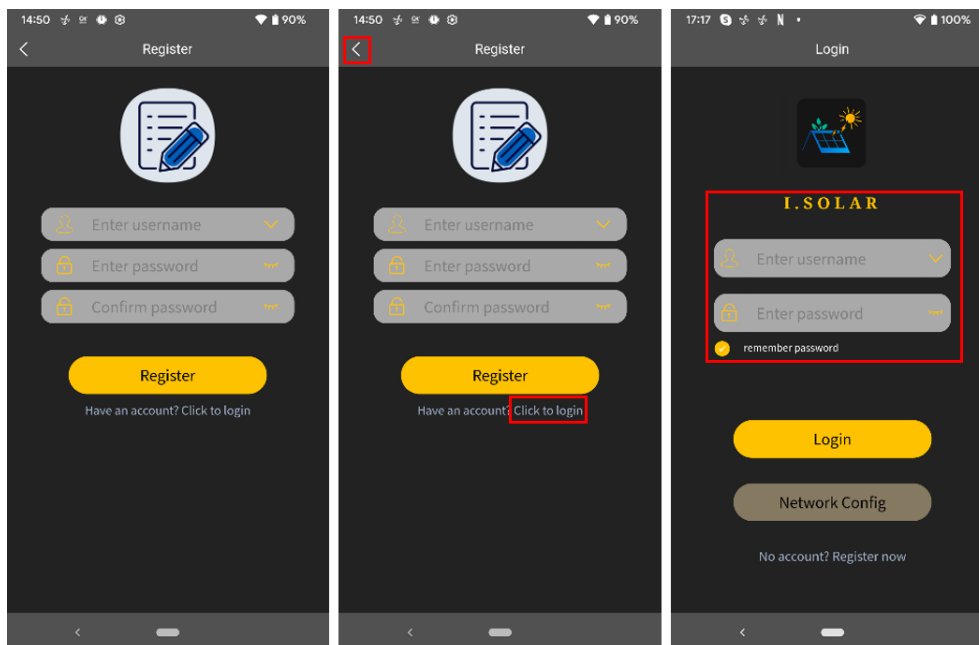 14:50 90%
Register
Enter username
Enter password
Confirm password
Register
Have an account? Click to login
14:50 90%
Register
Enter username
Enter password
Confirm password
Register
Have an account? Click to login
17:17 S N 100%
Login
I.SOLAR
Enter username
Enter password
remember password
Login
Network Config
No account? Register now